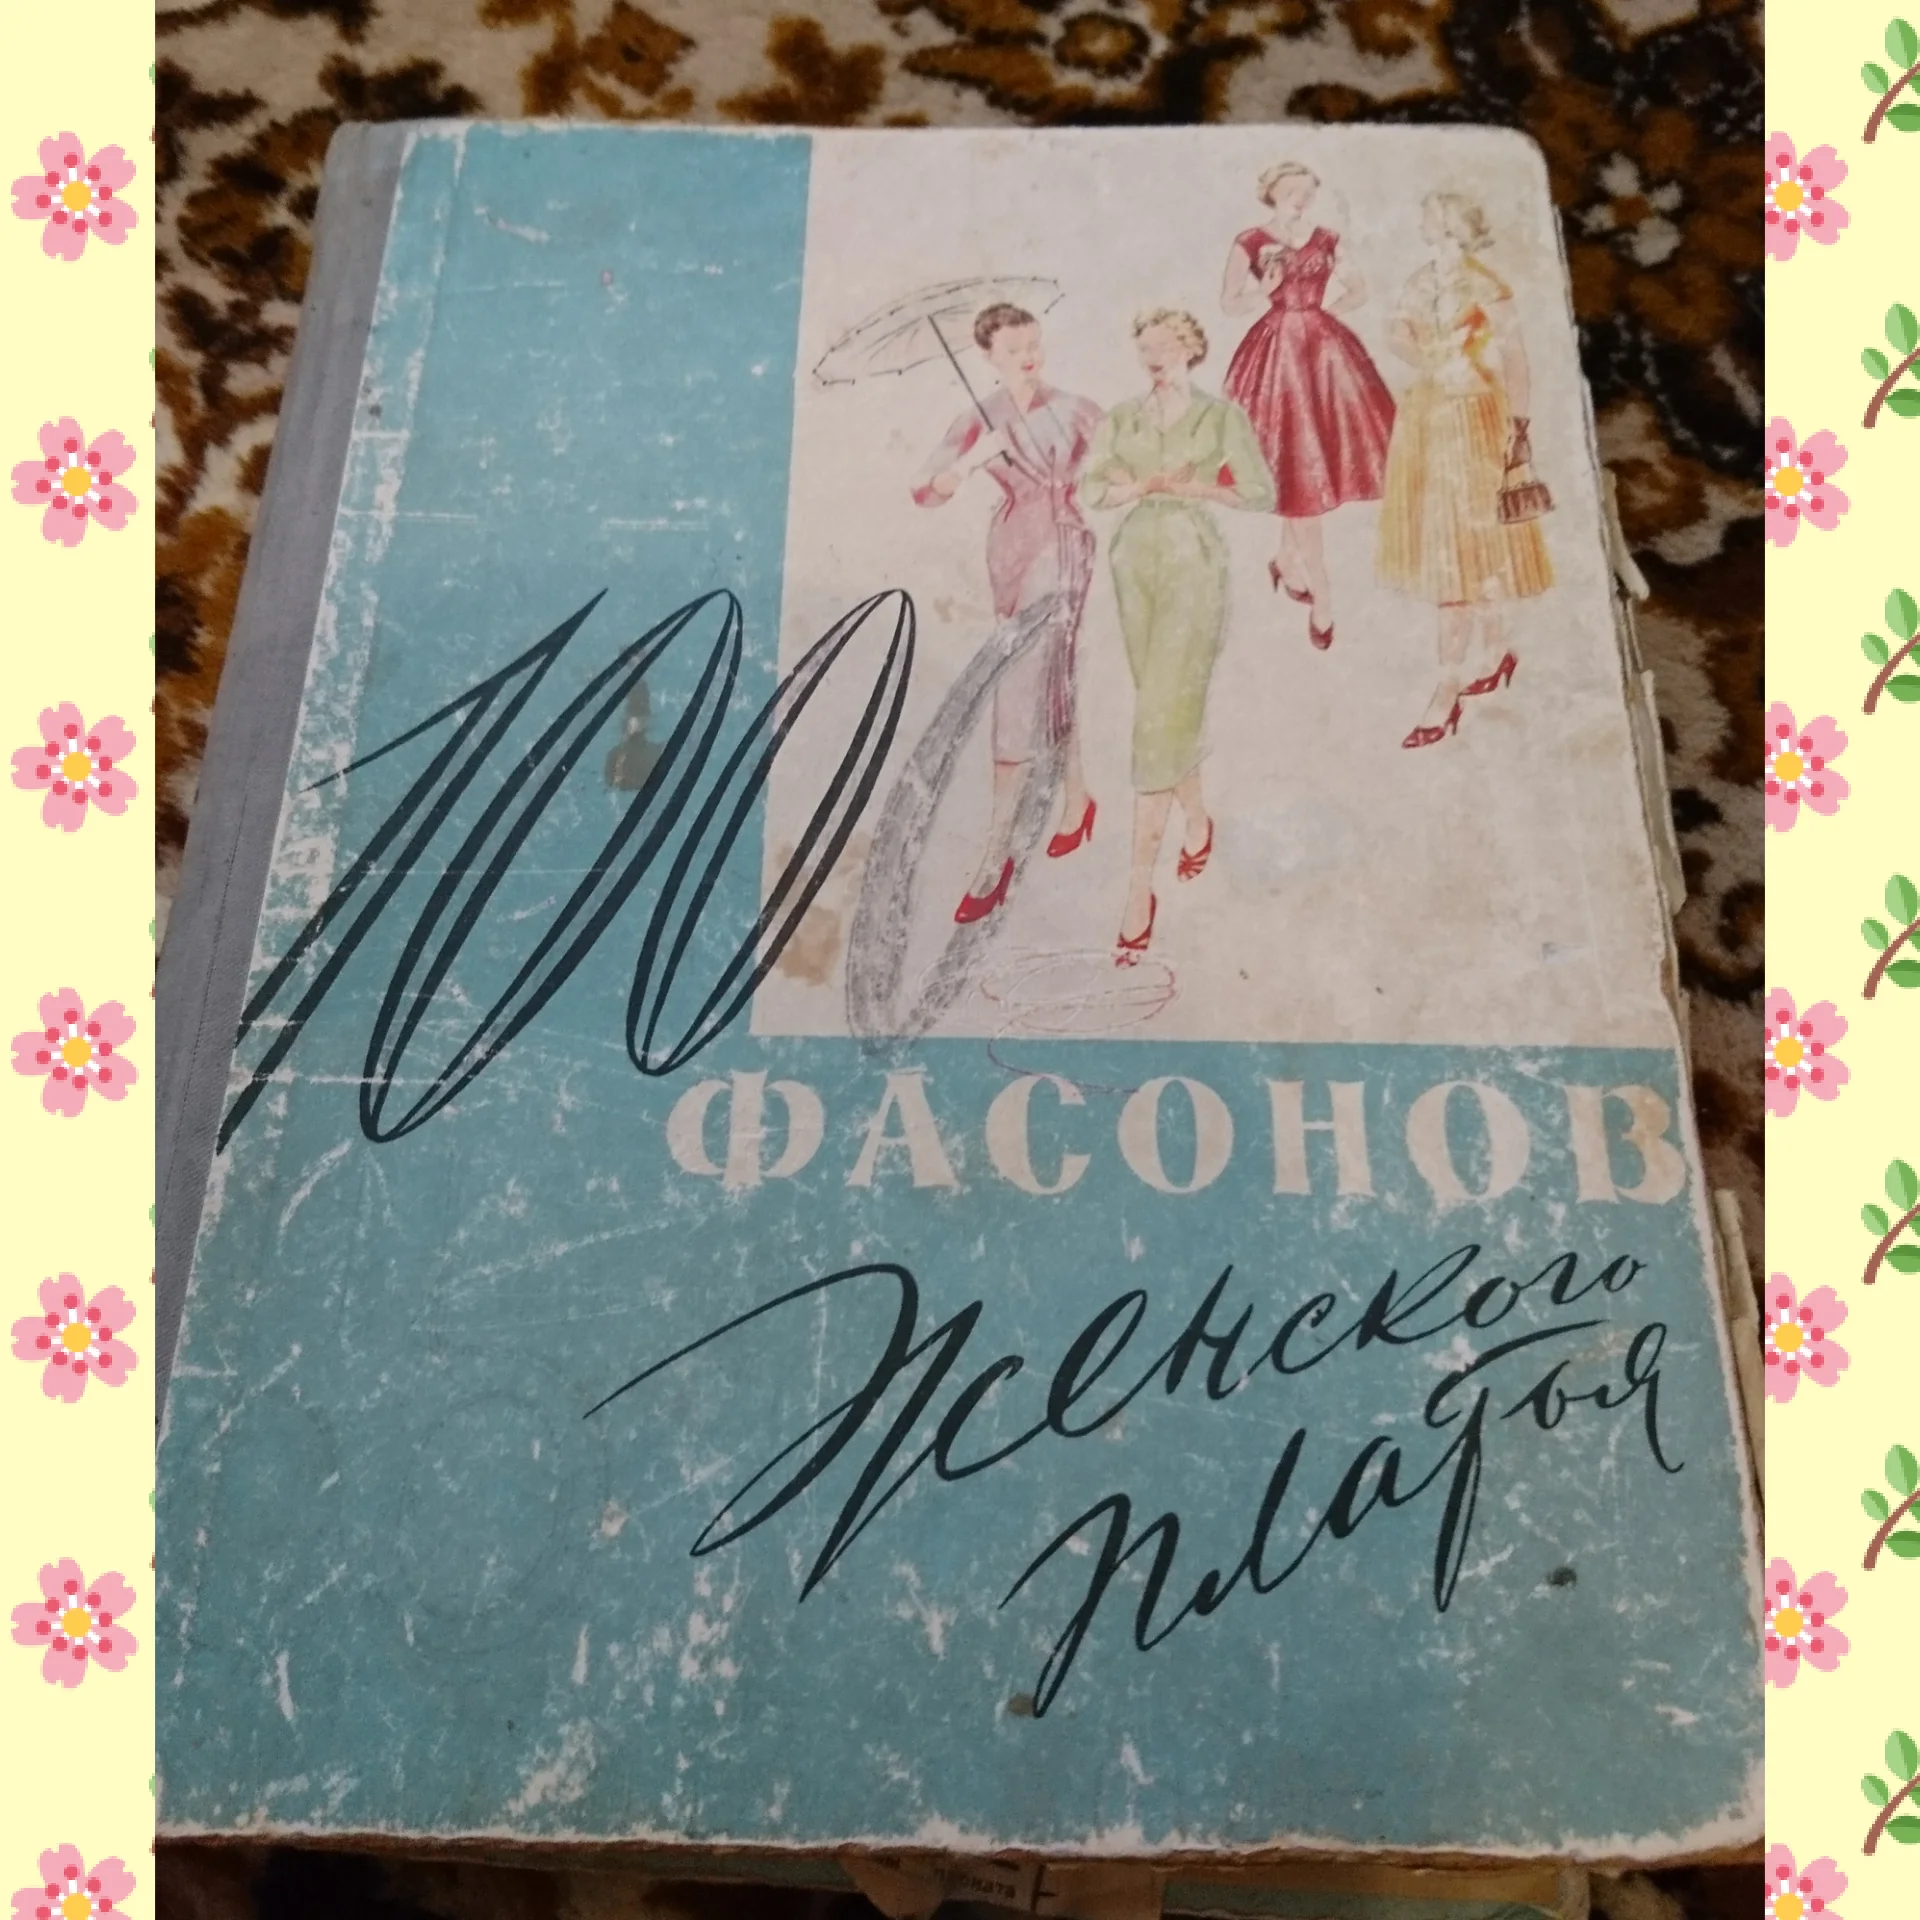 100
ФАСОНОВ
Женского
платья